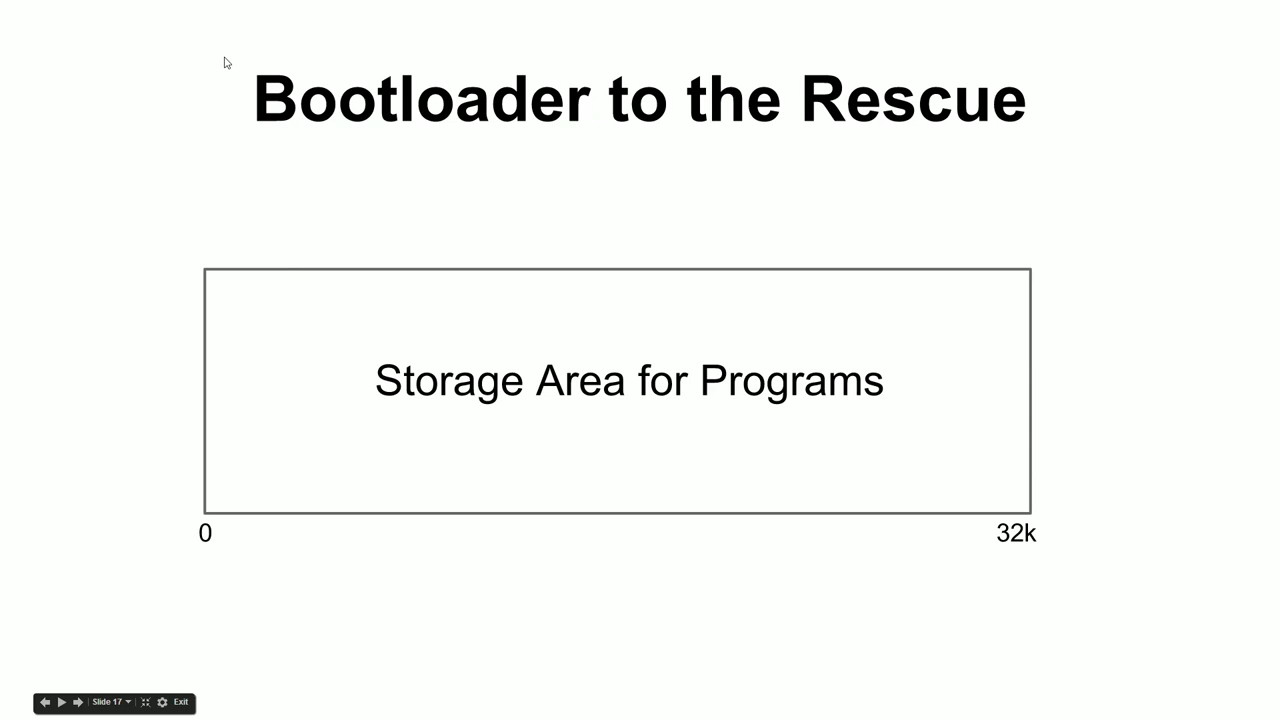 Bootloader to the Rescue
Storage Area for Programs
0 32k
Slide 17 Exit